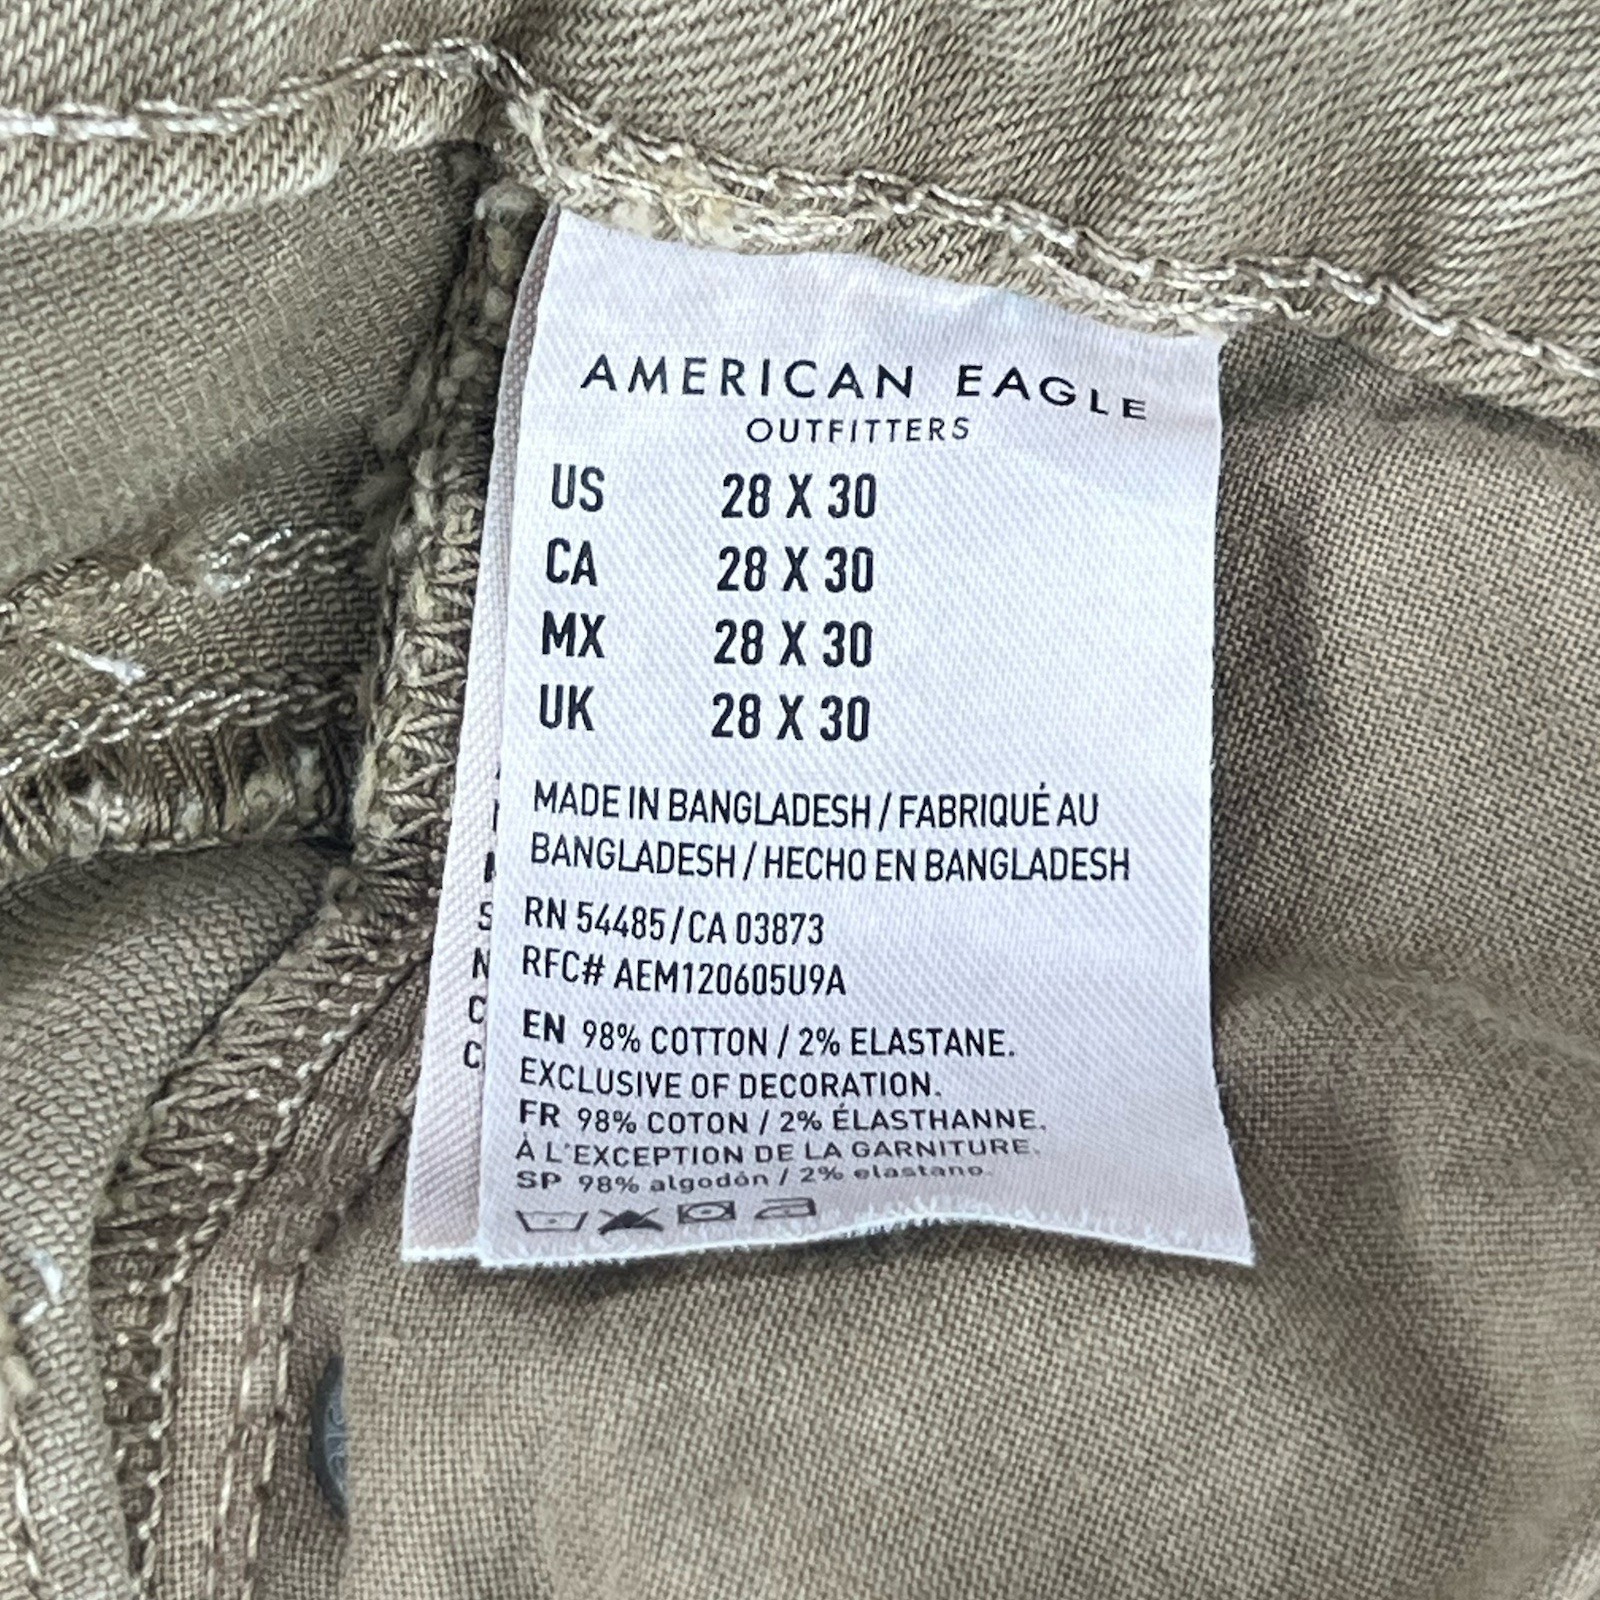 AMERICAN EAGLE
OUTFITTERS
US 28 X 30
CA 28 X 30
MX 28 X 30
UK 28 X 30
MADE IN BANGLADESH / FABRIQUÉ AU
BANGLADESH / HECHO EN BANGLADESH
RN 54485 / CA 03873
RFC# AEM120605U9A
EN 98% COTTON / 2% ELASTANE.
EXCLUSIVE OF DECORATION.
FR 98% COTON / 2% ÉLASTHANNE.
À L'EXCEPTION DE LA GARNITURE.
SP 98% algodón / 2% elastano.